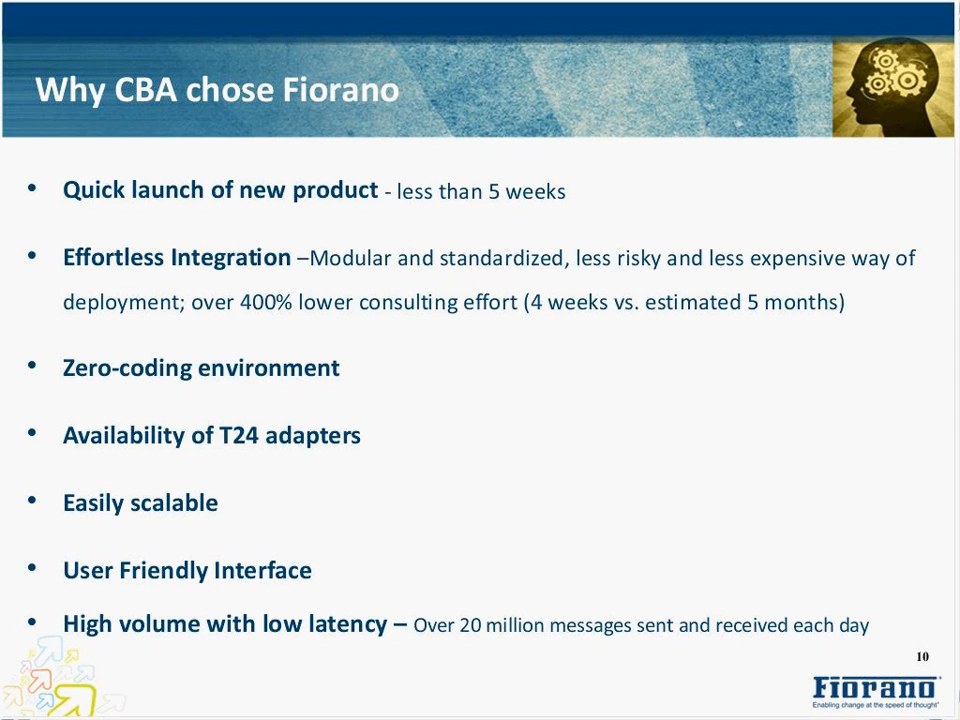 Why CBA chose Fiorano
• Quick launch of new product - less than 5 weeks
• Effortless Integration –Modular and standardized, less risky and less expensive way of
deployment; over 400% lower consulting effort (4 weeks vs. estimated 5 months)
• Zero-coding environment
• Availability of T24 adapters
• Easily scalable
• User Friendly Interface
• High volume with low latency – Over 20 million messages sent and received each day
10
Fiorano®
Enabling change at the speed of thought™